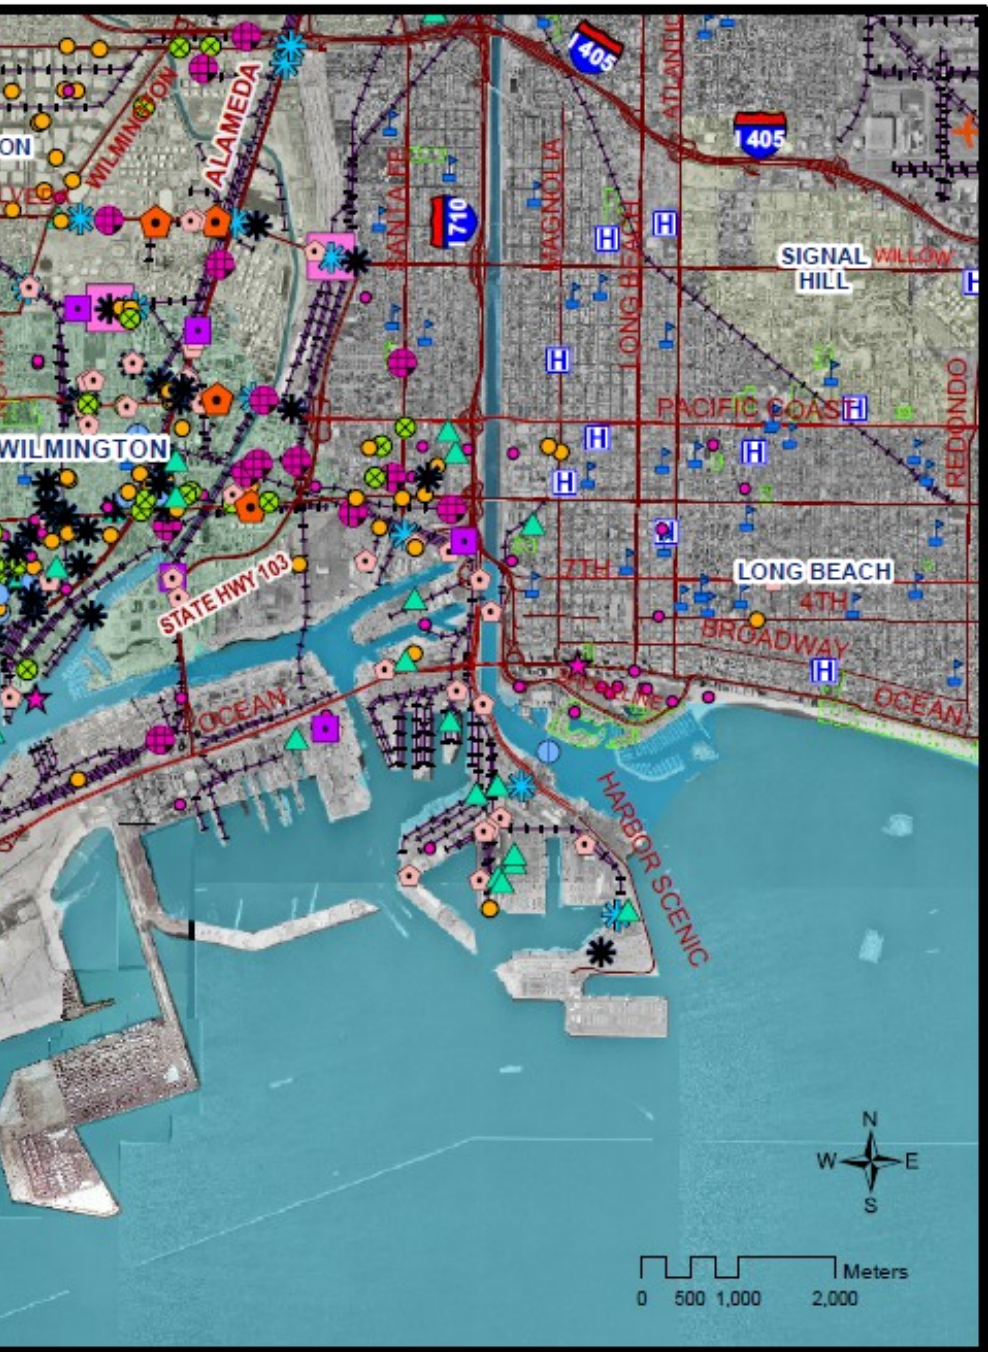 I 405
ATLANTIC
WILMINGTON
ALAMEDA
I 405
ON
SANTA FE
I 710
MAGNOLIA
LONG BEACH
H
H
SIGNAL
HILL
WILLOW
H
H
REDONDO
PACIFIC COAST
H
WILMINGTON
H
H
H
H
7TH
LONG BEACH
STATE HWY 103
4TH
BROADWAY
H
OCEAN
OCEAN
HARBOR SCENIC
N
W E
S
Meters
0 500 1,000 2,000